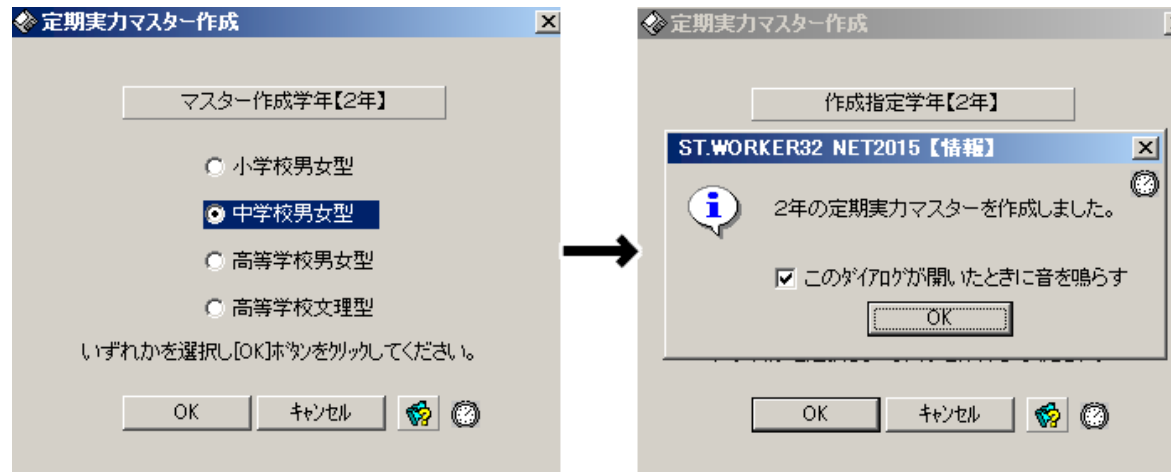 定期実力マスター作成
マスター作成学年【2年】
小学校男女型
中学校男女型
高等学校男女型
高等学校文理型
いずれかを選択し[OK]ボタンをクリックしてください。
OK
キャンセル
定期実力マスター作成
作成指定学年【2年】
ST.WORKER32 NET2015【情報】
2年の定期実力マスターを作成しました。
このダイアログが開いたときに音を鳴らす
OK
OK
キャンセル